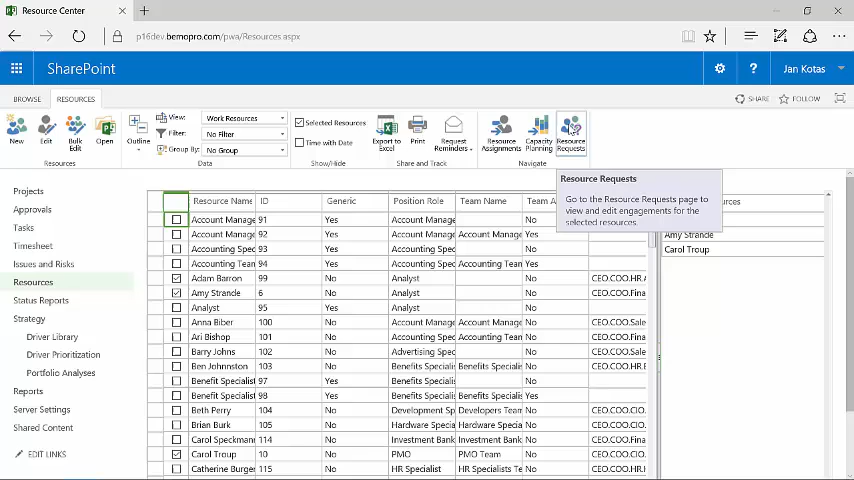 Resource Center
p16dev.bemopro.com/pwa/Resources.aspx
SharePoint
Jan Kotas
BROWSE RESOURCES
SHARE FOLLOW
New Edit Bulk Edit Open
Resources
Outline
View: Work Resources
Filter: No Filter
Group By: No Group
Data
Selected Resources
Time with Date
Show/Hide
Export to Excel Print Request Reminders
Share and Track
Resource Assignments Capacity Planning Resource Requests
Navigate
Resource Requests
Go to the Resource Requests page to
view and edit engagements for the
selected resources.
Projects
Approvals
Tasks
Timesheet
Issues and Risks
Resources
Status Reports
Strategy
Driver Library
Driver Prioritization
Portfolio Analyses
Reports
Server Settings
Shared Content
EDIT LINKS
Resource Name ID Generic Position Role Team Name Team A
Account Manage 91 Yes Account Manage No
Account Manage 92 Yes Account Manage Account Manage Yes
Accounting Spec 93 Yes Accounting Spec No
Accounting Tea 94 Yes Accounting Tea Accounting Tea Yes
Adam Barron 99 No Analyst No CEO.COO.HR.A
Amy Strande 6 No Analyst No CEO.COO.Fina
Analyst 95 Yes Analyst No
Anna Biber 100 No Account Manage Account Manage No CEO.COO.Sale
Ari Bishop 101 No Accounting Spec Accounting Tea No CEO.COO.Fina
Barry Johns 102 No Advertising Spec No CEO.COO.Sale
Ben Johnnston 103 No Benefits Speciali Benefits Speciali No CEO.COO.HR.B
Benefit Specialist 97 Yes Benefits Speciali No
Benefit Specialist 98 Yes Benefits Speciali Benefits Speciali Yes
Beth Perry 104 No Development Sp Developers Team No CEO.COO.CIO.
Brian Burk 105 No Hardware Specia Hardware Specia No CEO.COO.CIO.
Carol Speckmann 114 No Investment Bank Investment Bank No CEO.COO.Fina
Carol Troup 10 No PMO PMO Team No CEO.COO.CIO.
Catherine Burger 115 No HR Specialist HR Specialists Te No CEO.COO.HR.
ources
Amy Strande
Carol Troup